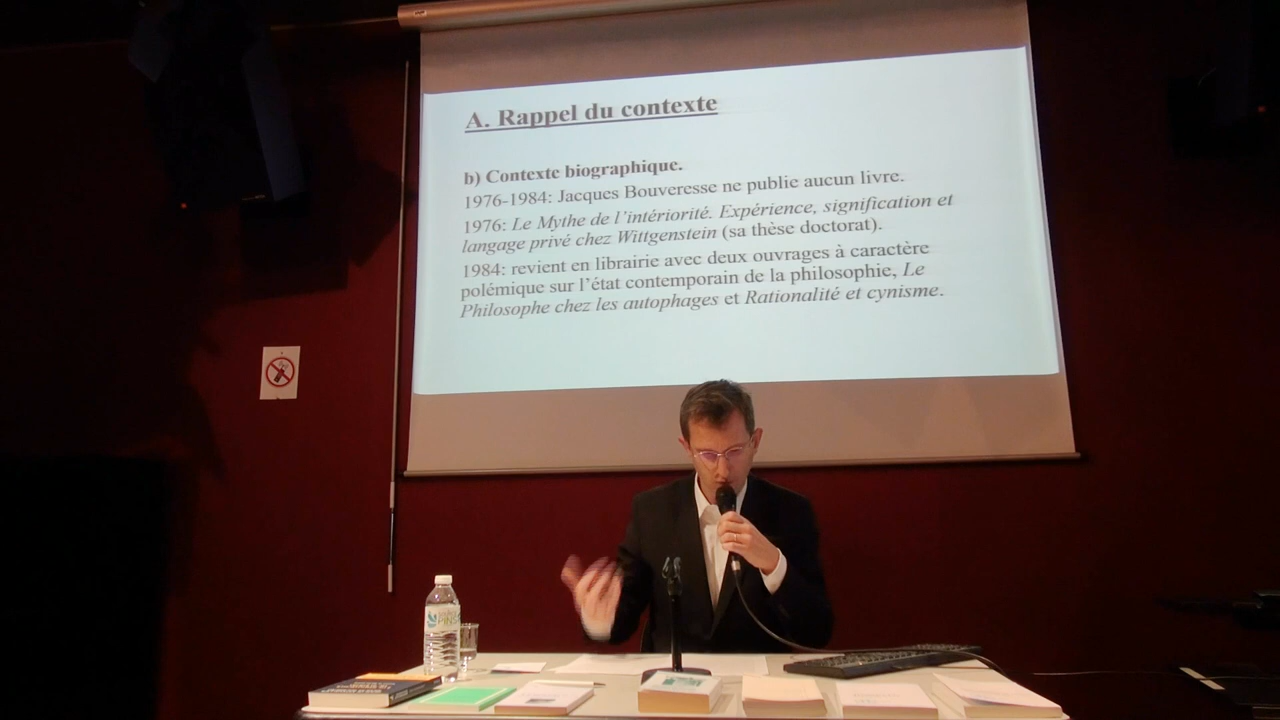 A. Rappel du contexte
b) Contexte biographique.
1976-1984: Jacques Bouveresse ne publie aucun livre.
1976: Le Mythe de l'intériorité. Expérience, signification et
langage privé chez Wittgenstein (sa thèse doctorat).
1984: revient en librairie avec deux ouvrages à caractère
polémique sur l'état contemporain de la philosophie, Le
Philosophe chez les autophages et Rationalité et cynisme.